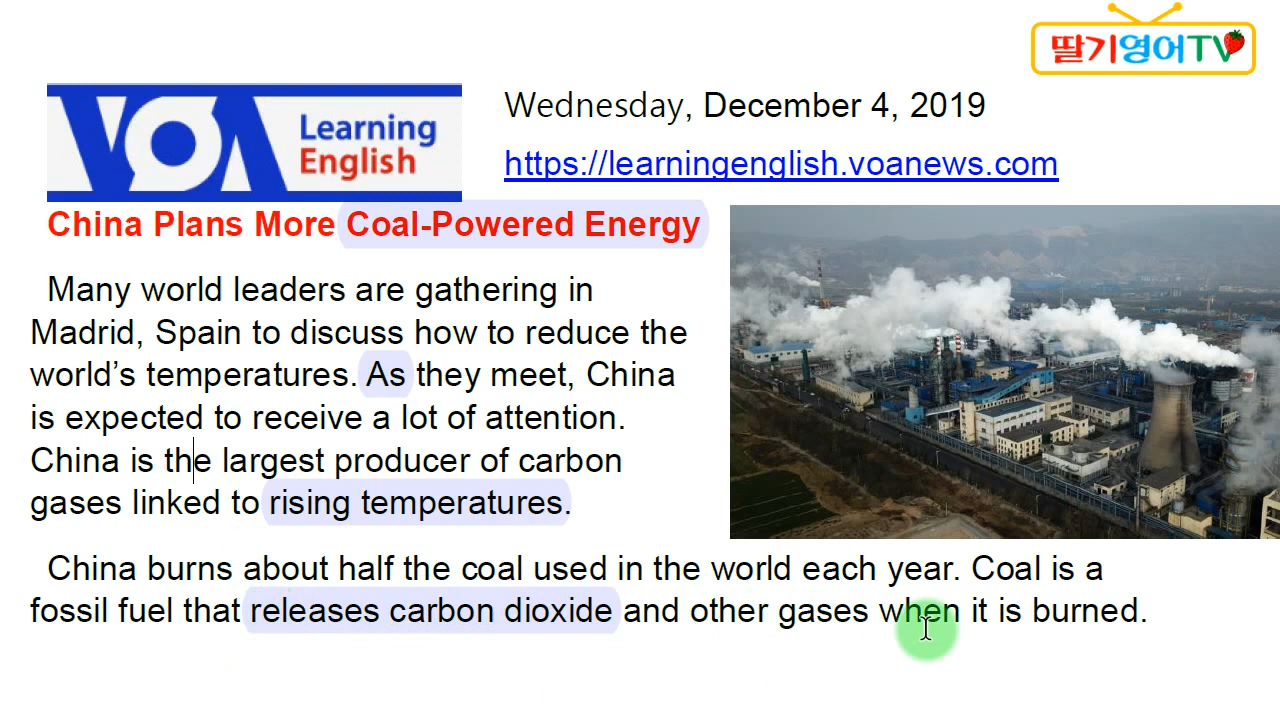 딸기영어TV
VOA Learning English
Wednesday, December 4, 2019
https://learningenglish.voanews.com
China Plans More Coal-Powered Energy
Many world leaders are gathering in
Madrid, Spain to discuss how to reduce the
world’s temperatures. As they meet, China
is expected to receive a lot of attention.
China is the largest producer of carbon
gases linked to rising temperatures.
China burns about half the coal used in the world each year. Coal is a
fossil fuel that releases carbon dioxide and other gases when it is burned.